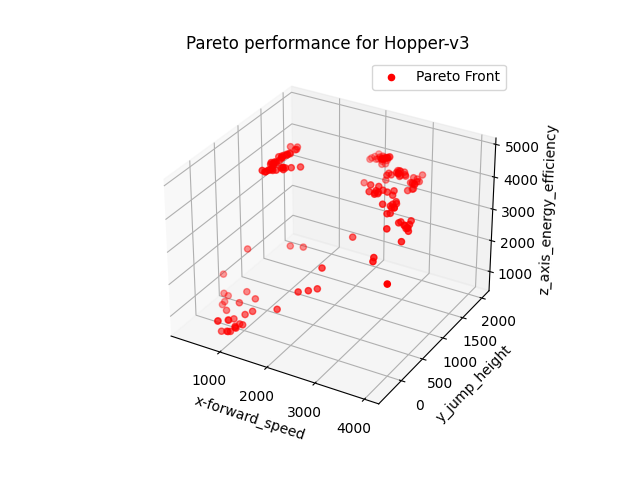 Pareto performance for Hopper-v3
Pareto Front
5000
4000
3000
2000
1000
z_axis_energy_efficiency
2000
1500
1000
500
0
y_jump_height
1000
2000
3000
4000
x-forward_speed